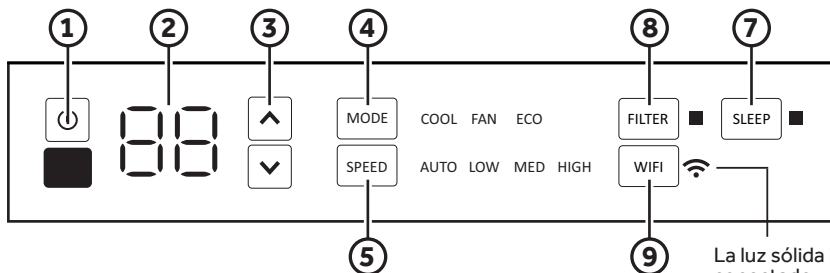 1 2 3 4 8 7
88
MODE COOL FAN ECO FILTER SLEEP
SPEED AUTO LOW MED HIGH WIFI
5 9
La luz sólida